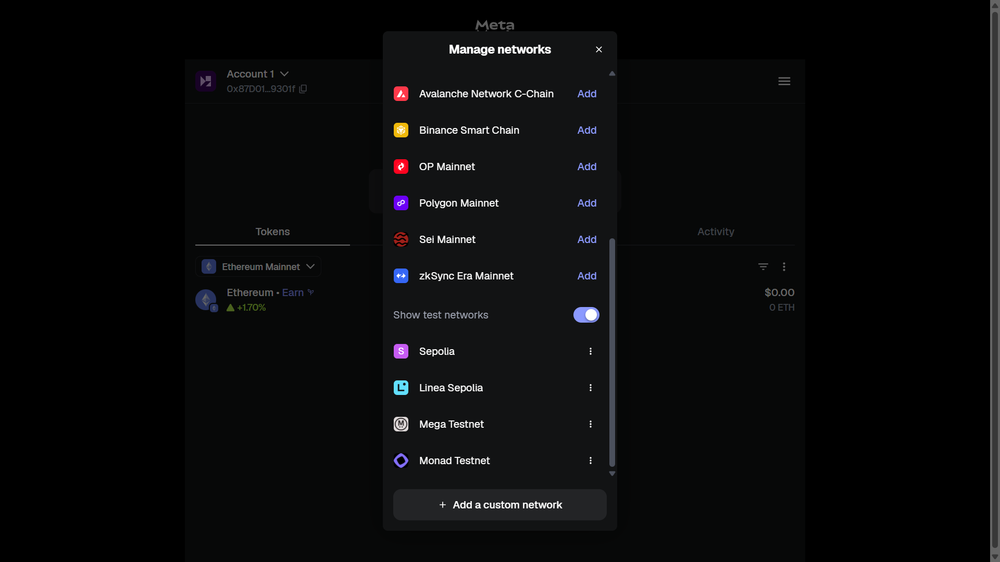 Meta
Manage networks
Account 1
0x87D01...9301f
Avalanche Network C-Chain Add
Binance Smart Chain Add
OP Mainnet Add
Polygon Mainnet Add
Tokens
Activity
Sei Mainnet Add
Ethereum Mainnet
zkSync Era Mainnet Add
Ethereum • Earn
+1.70%
$0.00
0 ETH
Show test networks
S Sepolia
Linea Sepolia
Mega Testnet
Monad Testnet
+ Add a custom network